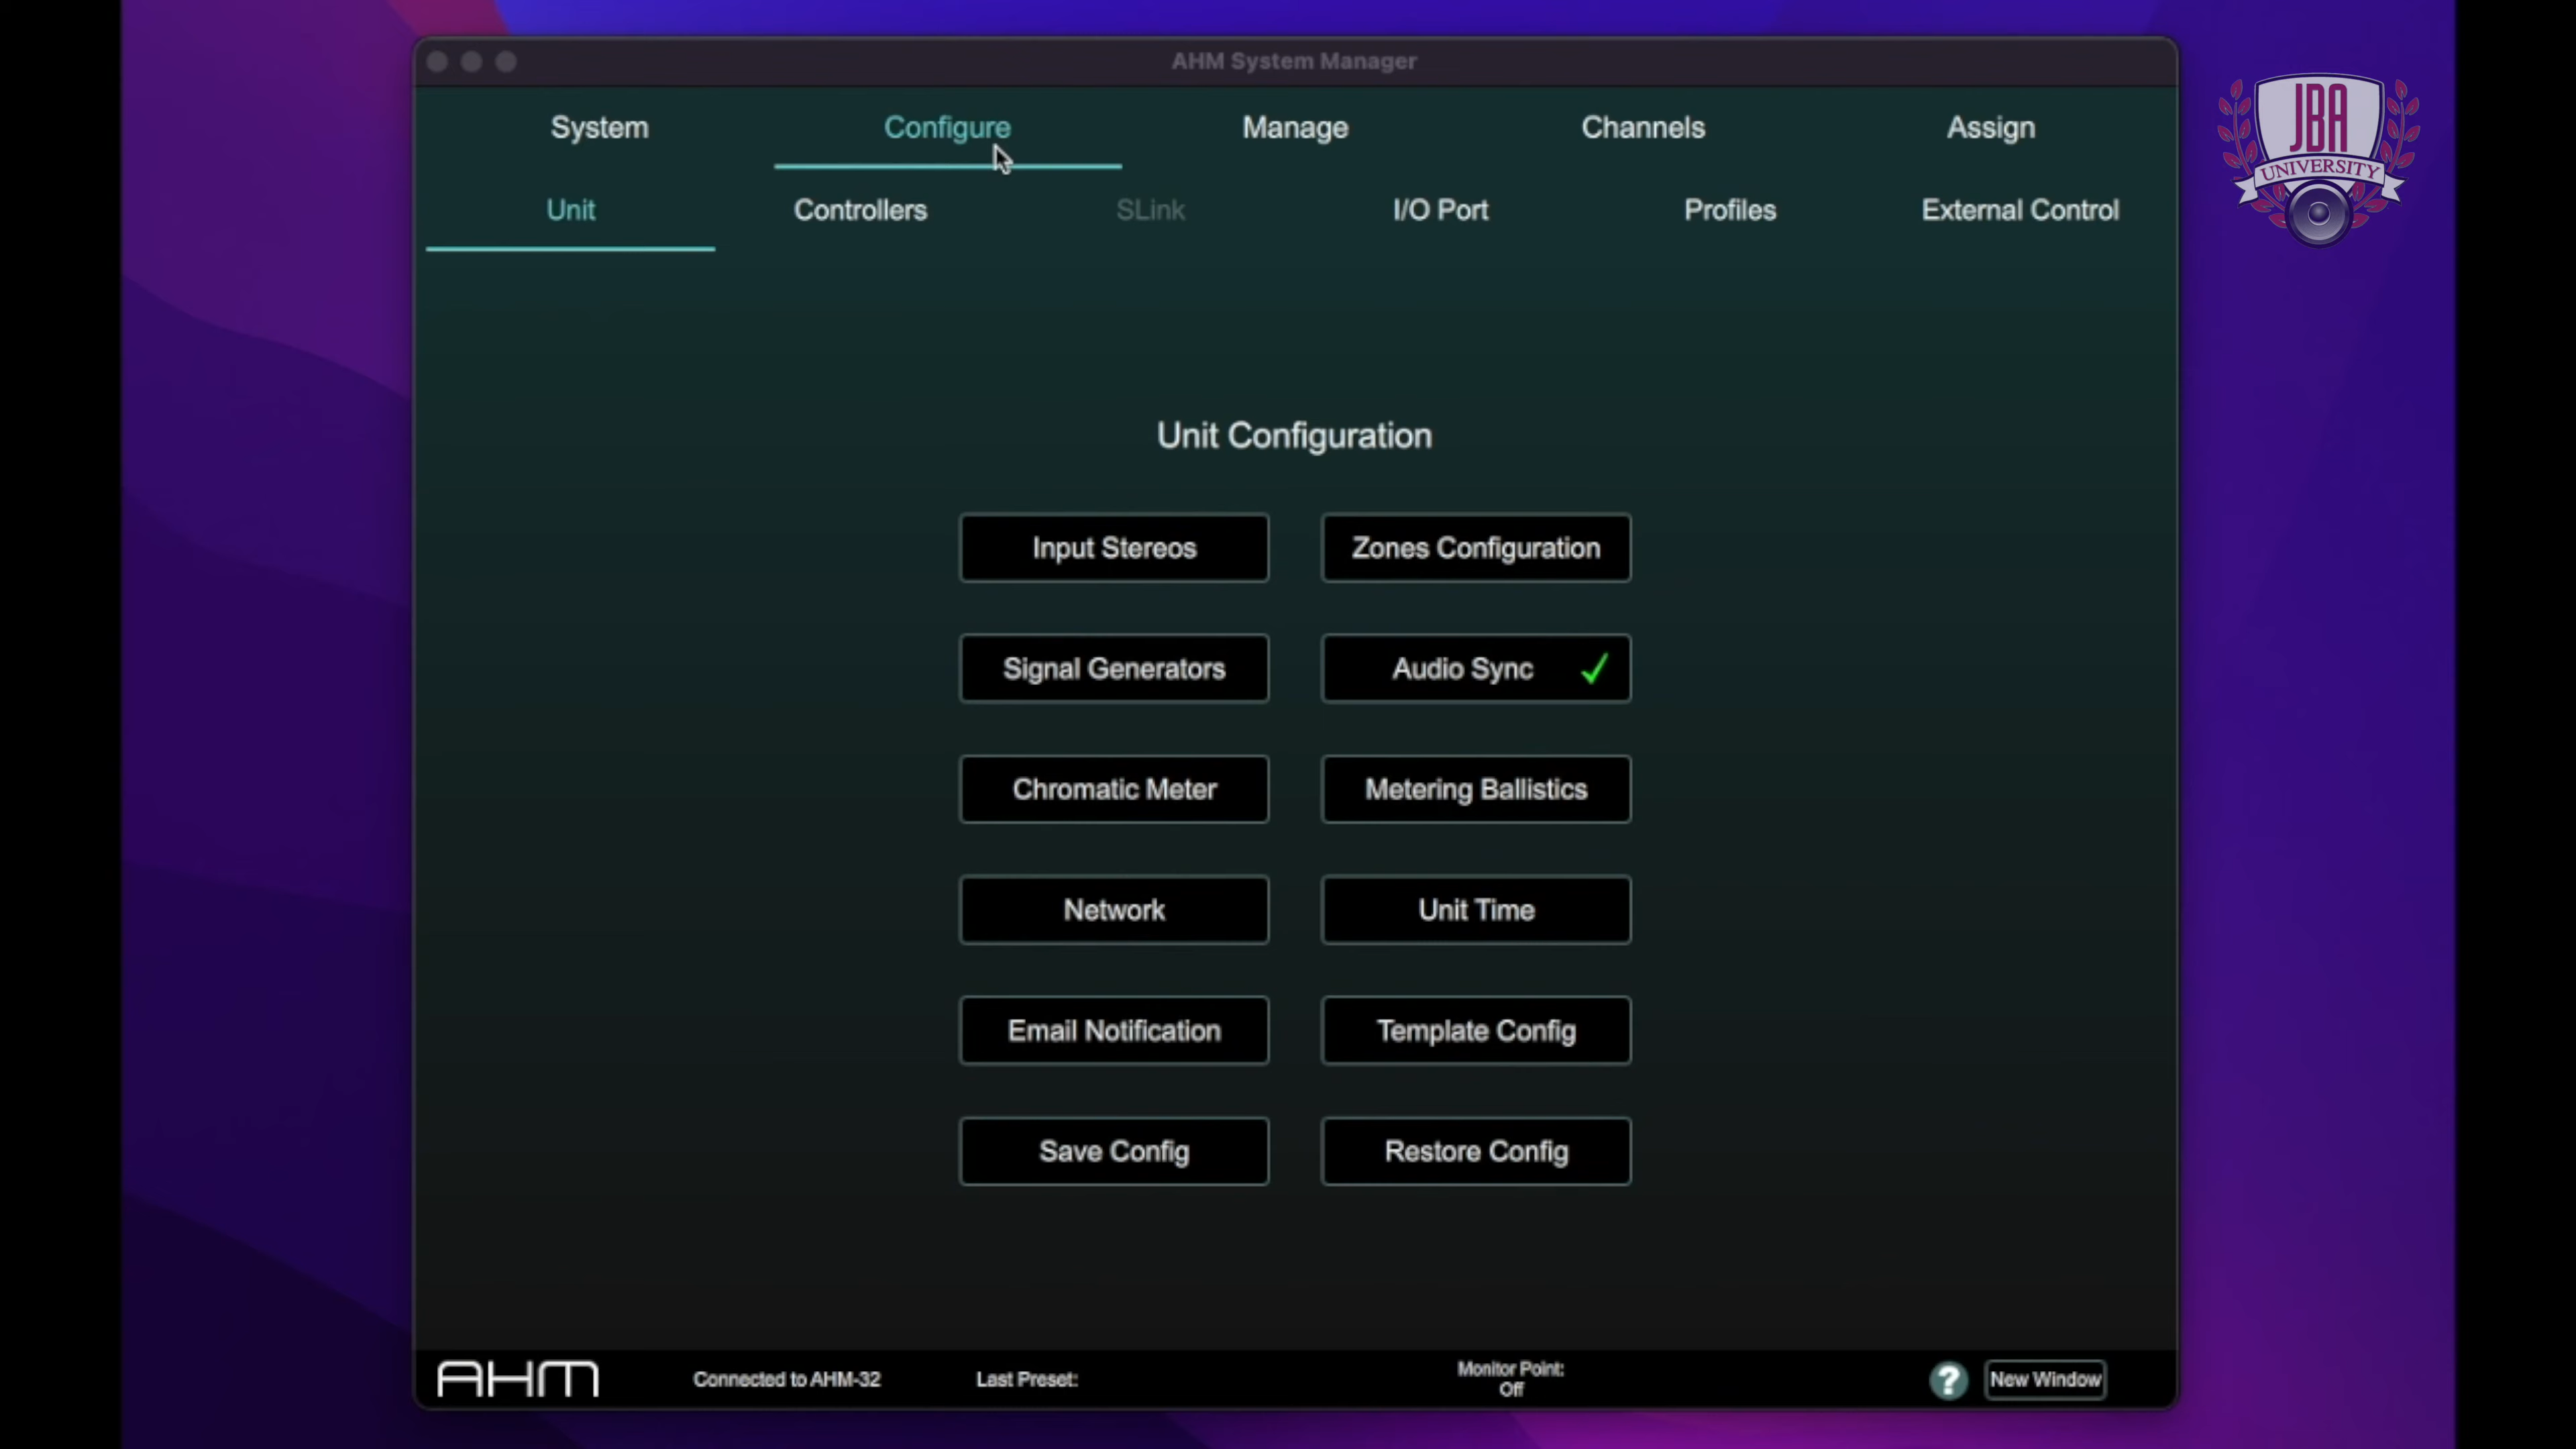 AHM System Manager
System Configure Manage Channels Assign
Unit Controllers SLink I/O Port Profiles External Control
JBA
UNIVERSITY
Unit Configuration
Input Stereos Zones Configuration
Signal Generators Audio Sync
Chromatic Meter Metering Ballistics
Network Unit Time
Email Notification Template Config
Save Config Restore Config
AHM Connected to AHM-32 Last Preset: Monitor Point: ? New Window
Off